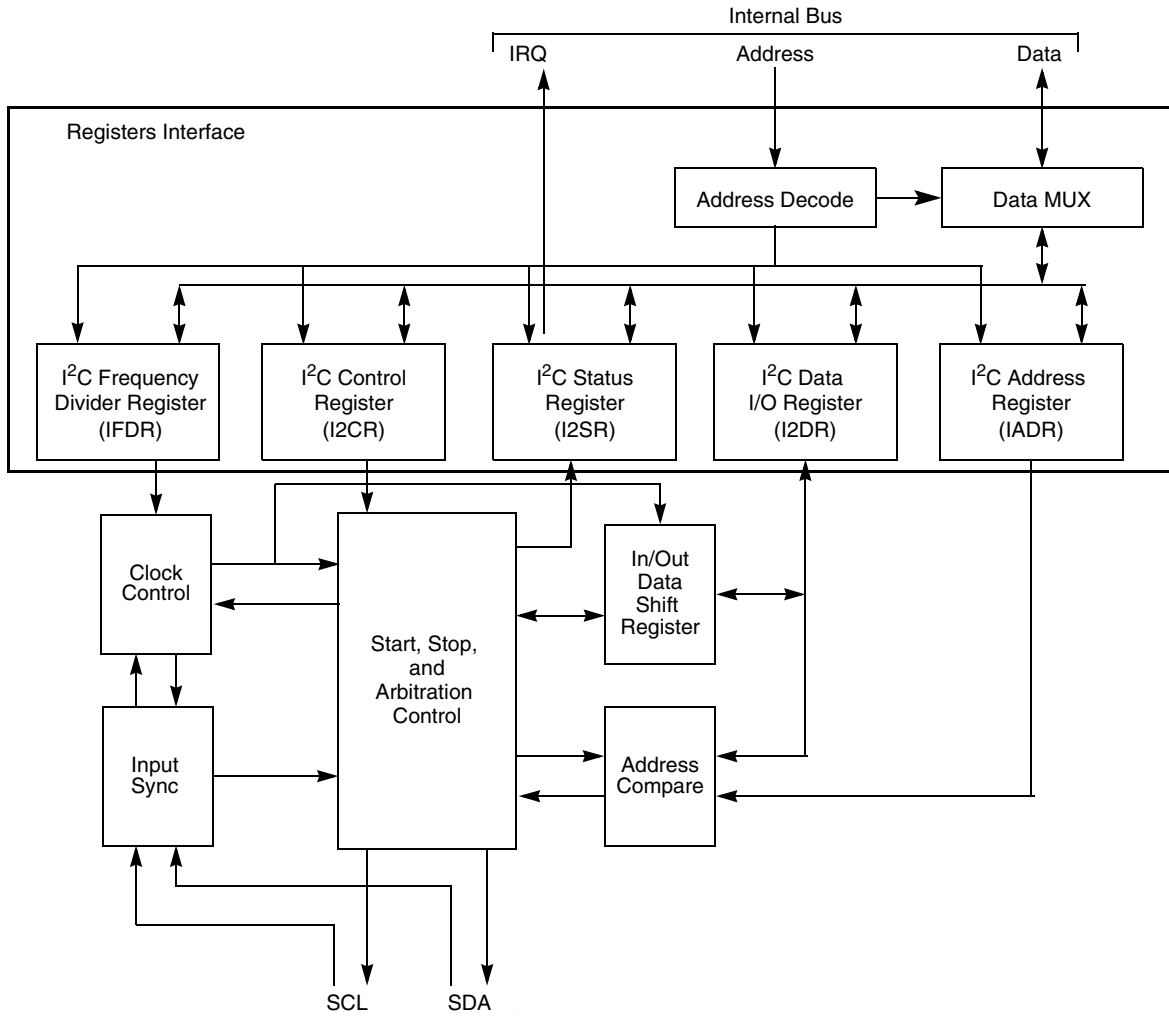 Internal Bus
IRQ
Address
Data
Registers Interface
Address Decode
Data MUX
I²C Frequency
Divider Register
(IFDR)
I²C Control
Register
(I2CR)
I²C Status
Register
(I2SR)
I²C Data
I/O Register
(I2DR)
I²C Address
Register
(IADR)
Clock
Control
Start, Stop,
and
Arbitration
Control
In/Out
Data
Shift
Register
Input
Sync
Address
Compare
SCL
SDA